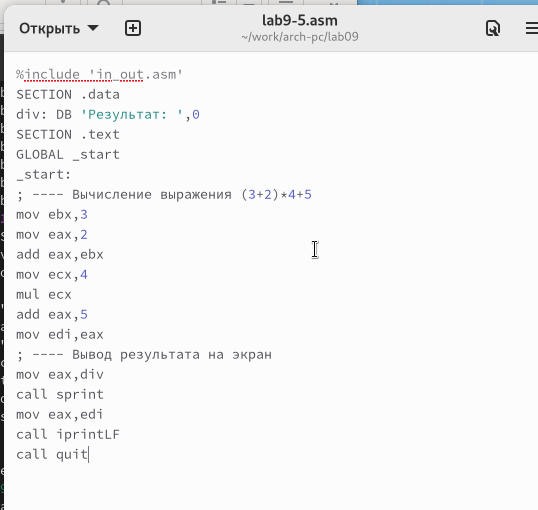 Открыть
lab9-5.asm
~/work/arch-pc/lab09
%include 'in_out.asm'
SECTION .data
div: DB 'Результат: ',0
SECTION .text
GLOBAL _start
_start:
; ---- Вычисление выражения (3+2)*4+5
mov ebx,3
mov eax,2
add eax,ebx
mov ecx,4
mul ecx
add eax,5
mov edi,eax
; ---- Вывод результата на экран
mov eax,div
call sprint
mov eax,edi
call iprintLF
call quit